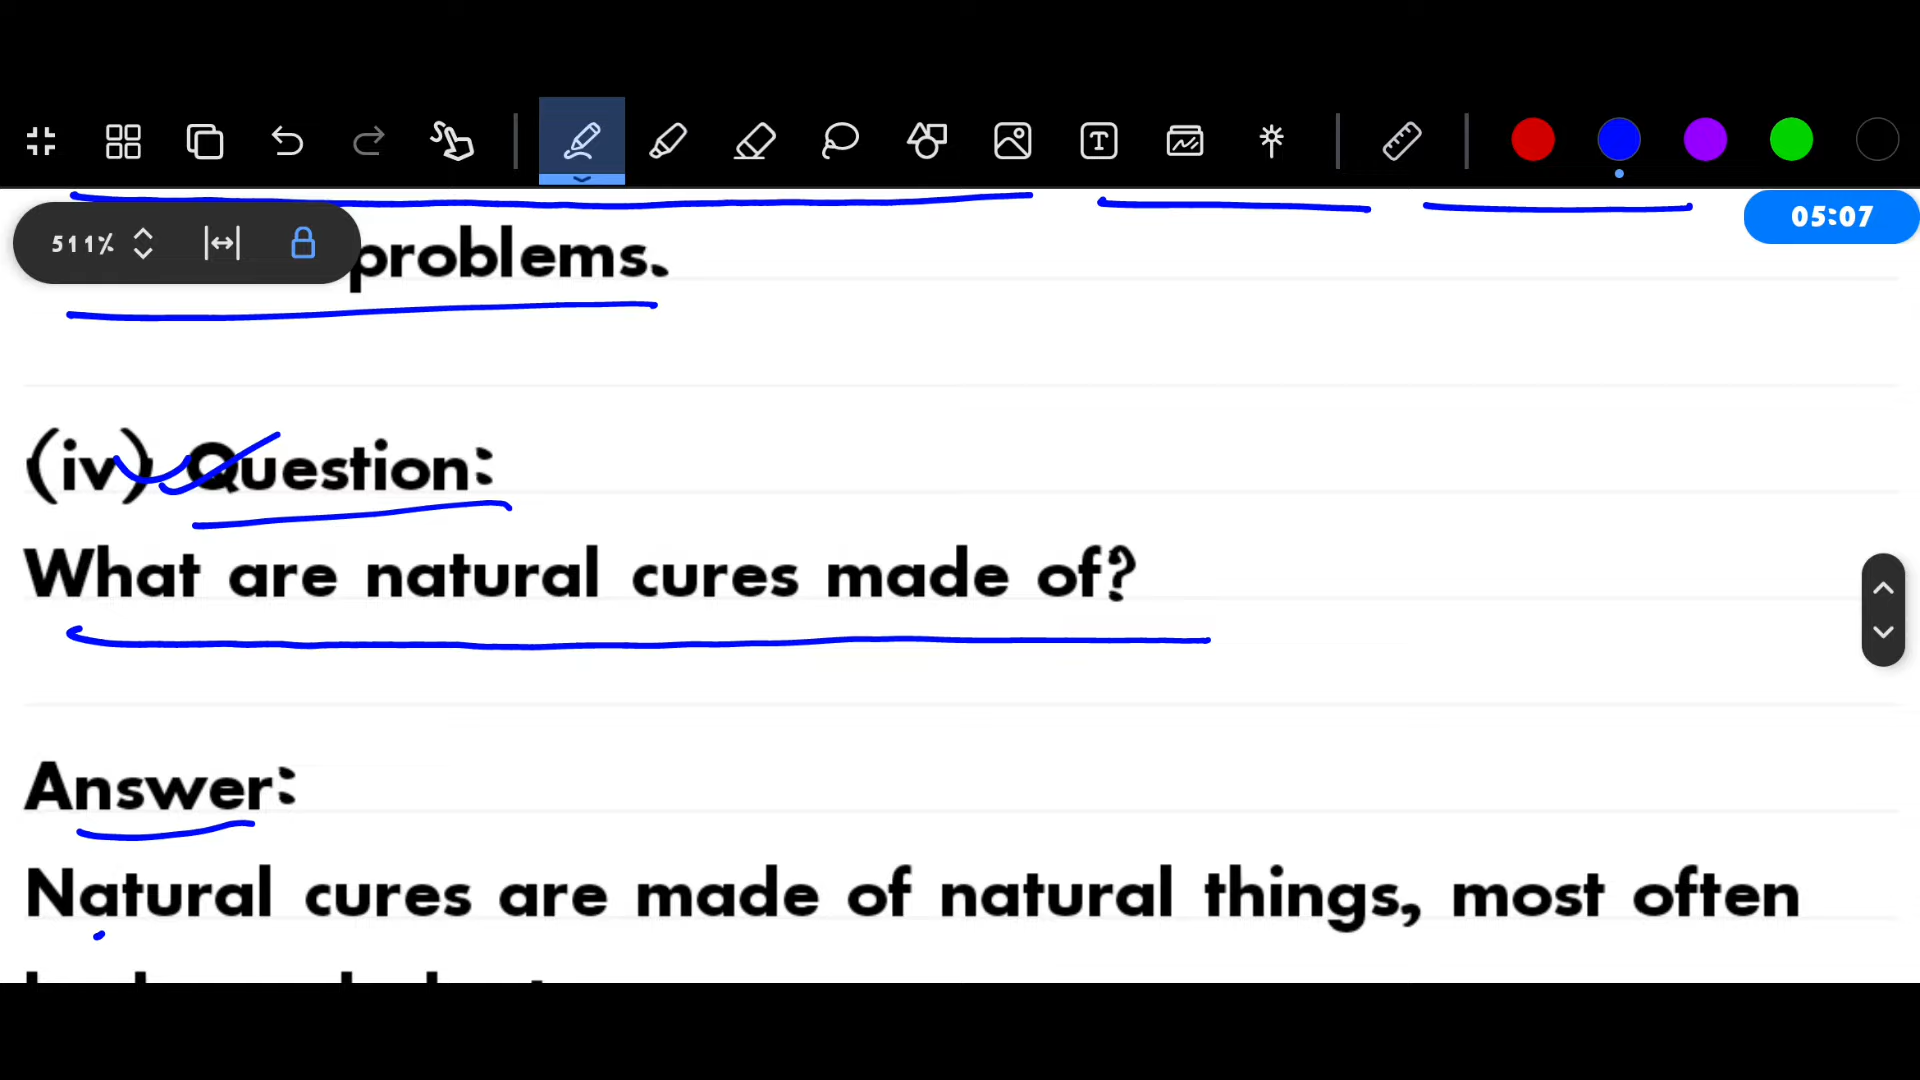 05:07
511%
problems.
(iv) Question:
What are natural cures made of?
Answer:
Natural cures are made of natural things, most often